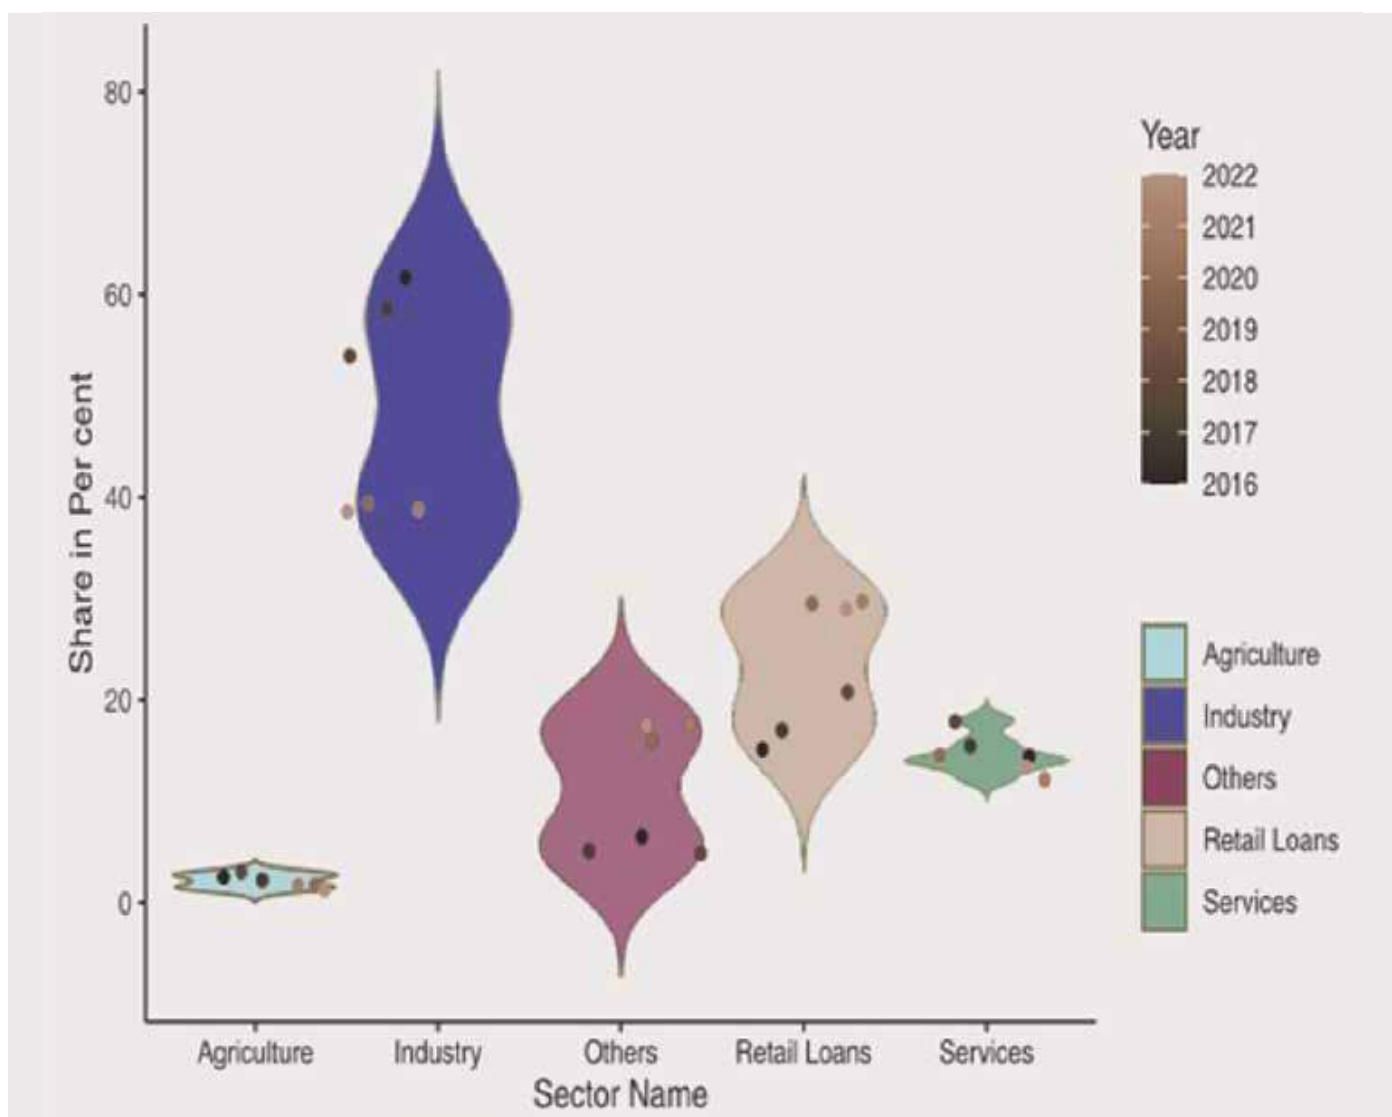 80
60
40
20
0
Share in Per cent
Agriculture
Industry
Others
Retail Loans
Services
Sector Name
Year
2022
2021
2020
2019
2018
2017
2016
Agriculture
Industry
Others
Retail Loans
Services